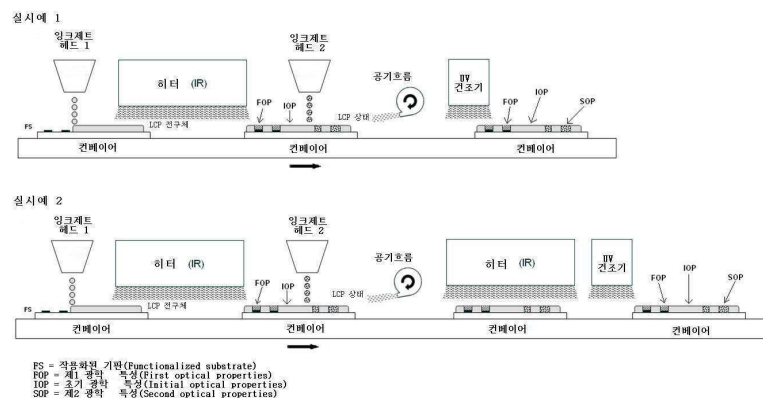 실시예 1
잉크제트
헤드 1
히터 (IR)
잉크제트
헤드 2
공기흐름
UV
건조기
FOP
IOP
FOP
IOP
SOP
FS
LCP 전구체
LCP 상태
컨베이어
컨베이어
컨베이어
실시예 2
잉크제트
헤드 1
히터 (IR)
잉크제트
헤드 2
공기흐름
히터 (IR)
UV
건조기
FOP
IOP
FOP
IOP
SOP
FS
LCP 전구체
LCP 상태
컨베이어
컨베이어
컨베이어
컨베이어
FS = 작용화된 기판(Functionalized substrate)
FOP = 제1 광학 특성(First optical properties)
IOP = 초기 광학 특성(Initial optical properties)
SOP = 제2 광학 특성(Second optical properties)